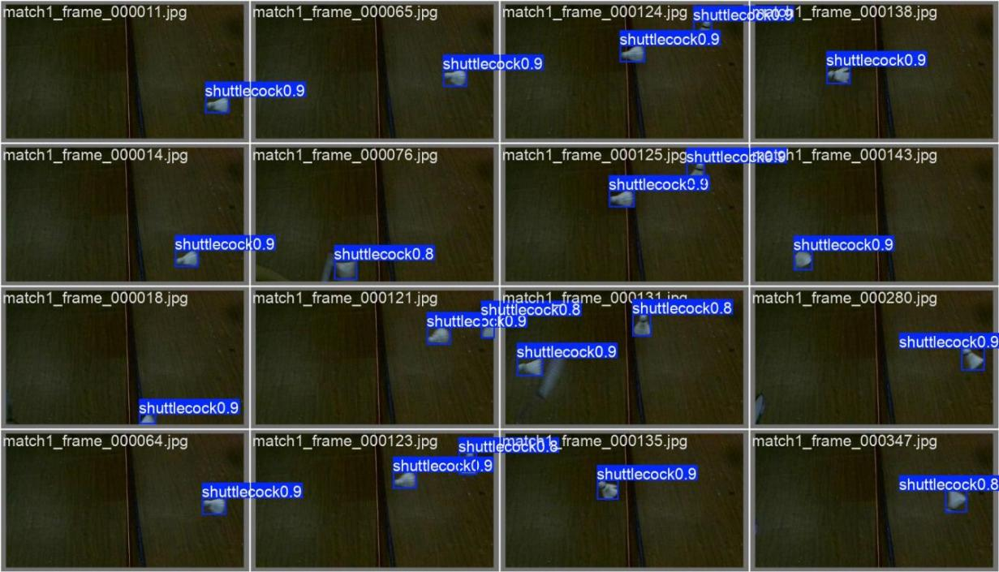 match1_frame_000011.jpg
shuttlecock0.9
match1_frame_000065.jpg
shuttlecock0.9
match1_frame_000124.jpg
shuttlecock0.9
shuttlecock0.9
match1_frame_000138.jpg
shuttlecock0.9
match1_frame_000014.jpg
shuttlecock0.9
match1_frame_000076.jpg
shuttlecock0.8
match1_frame_000125.jpg
shuttlecock0.9
shuttlecock0.9
match1_frame_000143.jpg
shuttlecock0.9
match1_frame_000018.jpg
shuttlecock0.9
match1_frame_000121.jpg
shuttlecock0.8
shuttlecock0.9
match1_frame_000131.jpg
shuttlecock0.8
shuttlecock0.9
match1_frame_000280.jpg
shuttlecock0.9
match1_frame_000064.jpg
shuttlecock0.9
match1_frame_000123.jpg
shuttlecock0.8
shuttlecock0.9
match1_frame_000135.jpg
shuttlecock0.9
match1_frame_000347.jpg
shuttlecock0.8